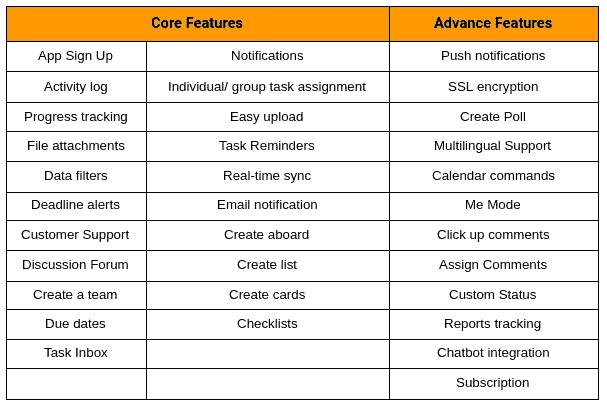 Core Features Advance Features
App Sign Up Notifications Push notifications
Activity log Individual/ group task assignment SSL encryption
Progress tracking Easy upload Create Poll
File attachments Task Reminders Multilingual Support
Data filters Real-time sync Calendar commands
Deadline alerts Email notification Me Mode
Customer Support Create aboard Click up comments
Discussion Forum Create list Assign Comments
Create a team Create cards Custom Status
Due dates Checklists Reports tracking
Task Inbox Chatbot integration
Subscription